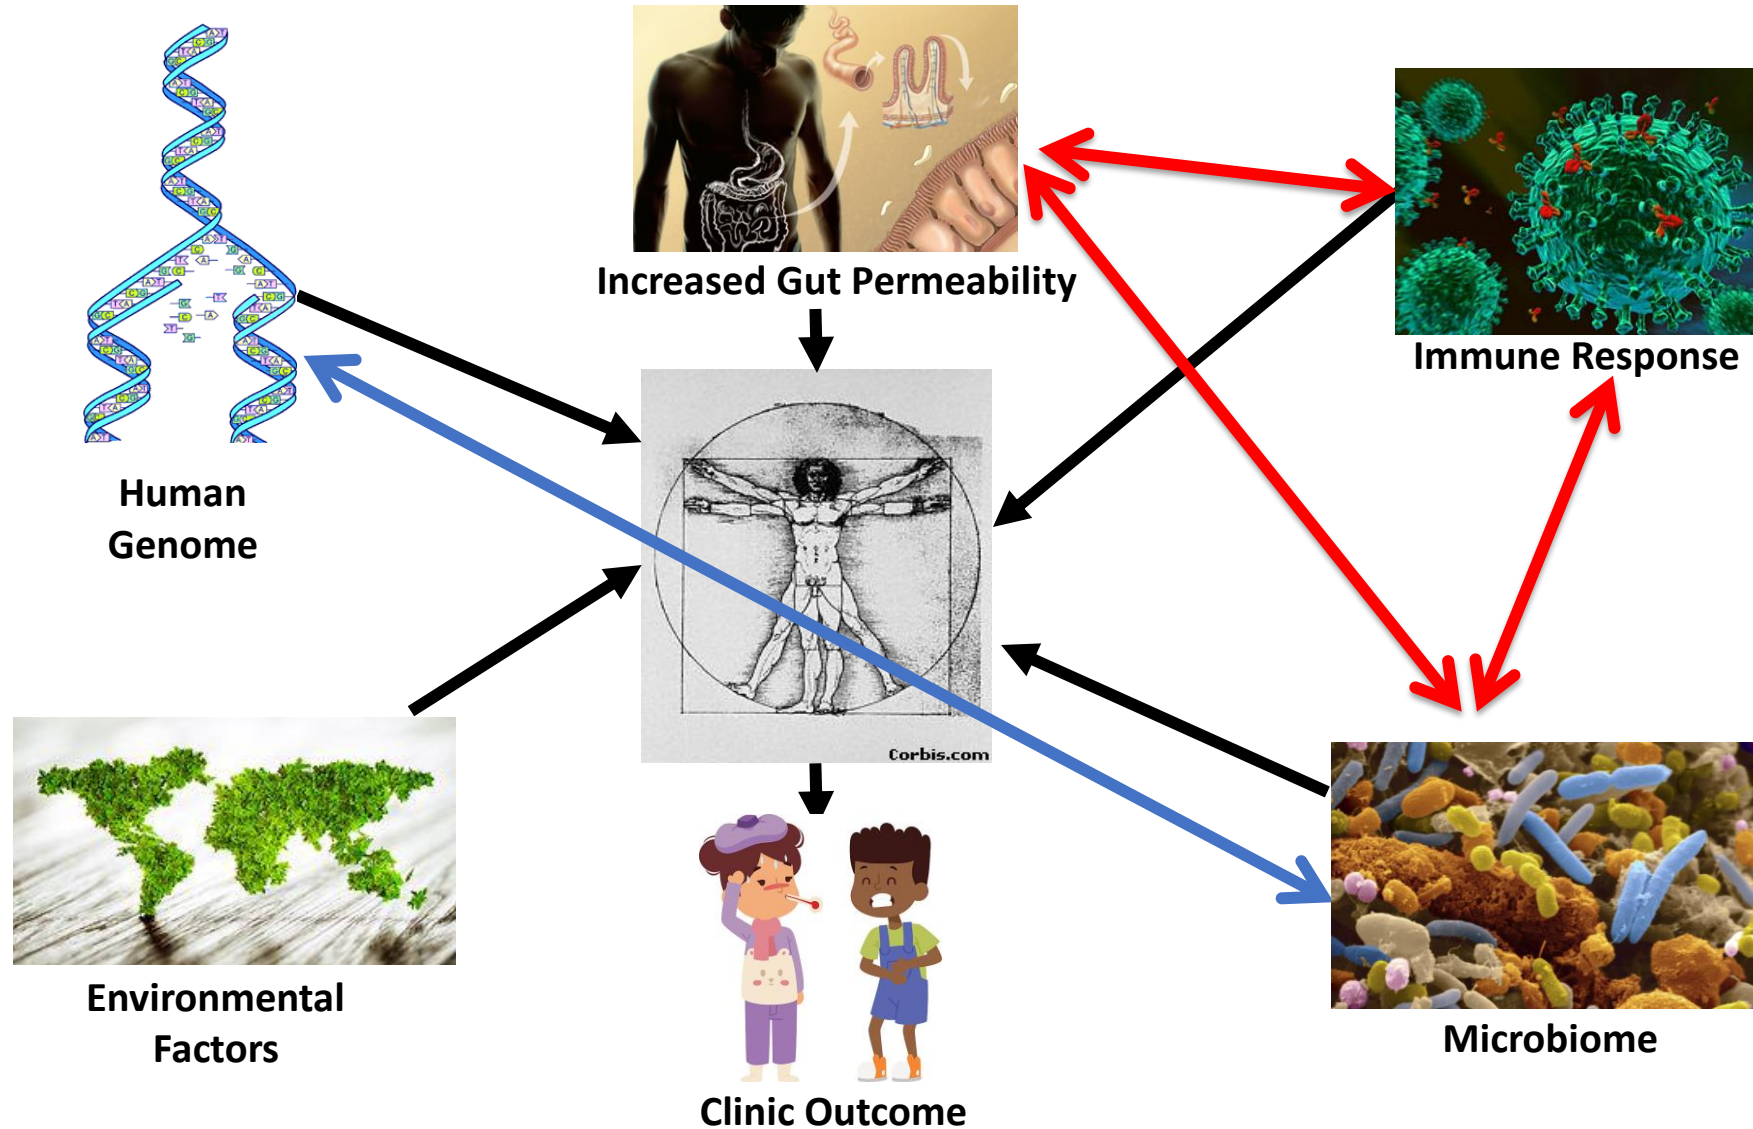 Increased Gut Permeability
Immune Response
Human
Genome
Corbis.com
Environmental
Factors
Microbiome
Clinic Outcome